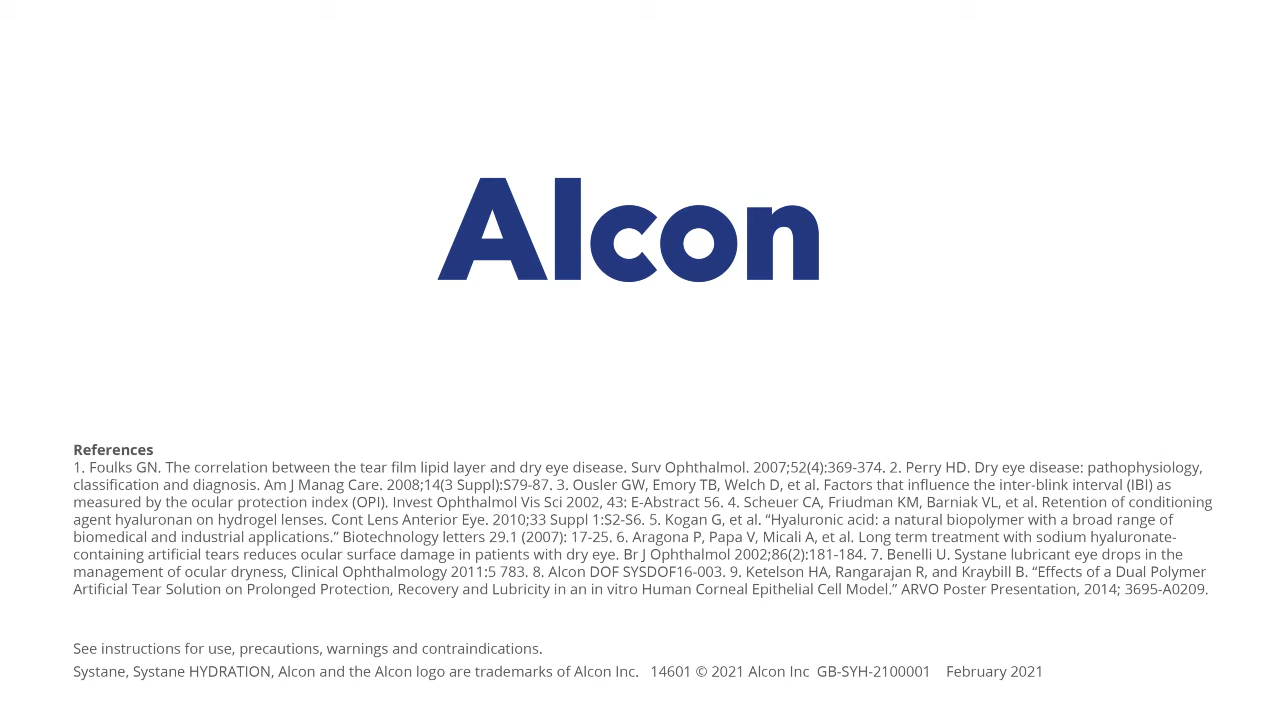 Alcon
References
1. Foulks GN. The correlation between the tear film lipid layer and dry eye disease. Surv Ophthalmol. 2007;52(4):369-374. 2. Perry HD. Dry eye disease: pathophysiology,
classification and diagnosis. Am J Manag Care. 2008;14(3 Suppl):S79-87. 3. Ousler GW, Emory TB, Welch D, et al. Factors that influence the inter-blink interval (IBI) as
measured by the ocular protection index (OPI). Invest Ophthalmol Vis Sci 2002, 43: E-Abstract 56. 4. Scheuer CA, Friudman KM, Barniak VL, et al. Retention of conditioning
agent hyaluronan on hydrogel lenses. Cont Lens Anterior Eye. 2010;33 Suppl 1:S2-S6. 5. Kogan G, et al. “Hyaluronic acid: a natural biopolymer with a broad range of
biomedical and industrial applications.” Biotechnology letters 29.1 (2007): 17-25. 6. Aragona P, Papa V, Micali A, et al. Long term treatment with sodium hyaluronate-
containing artificial tears reduces ocular surface damage in patients with dry eye. Br J Ophthalmol 2002;86(2):181-184. 7. Benelli U. Systane lubricant eye drops in the
management of ocular dryness, Clinical Ophthalmology 2011:5 783. 8. Alcon DOF SYSDOF16-003. 9. Ketelson HA, Rangarajan R, and Kraybill B. “Effects of a Dual Polymer
Artificial Tear Solution on Prolonged Protection, Recovery and Lubricity in an in vitro Human Corneal Epithelial Cell Model.” ARVO Poster Presentation, 2014; 3695-A0209.
See instructions for use, precautions, warnings and contraindications.
Systane, Systane HYDRATION, Alcon and the Alcon logo are trademarks of Alcon Inc. 14601 © 2021 Alcon Inc GB-SYH-2100001 February 2021